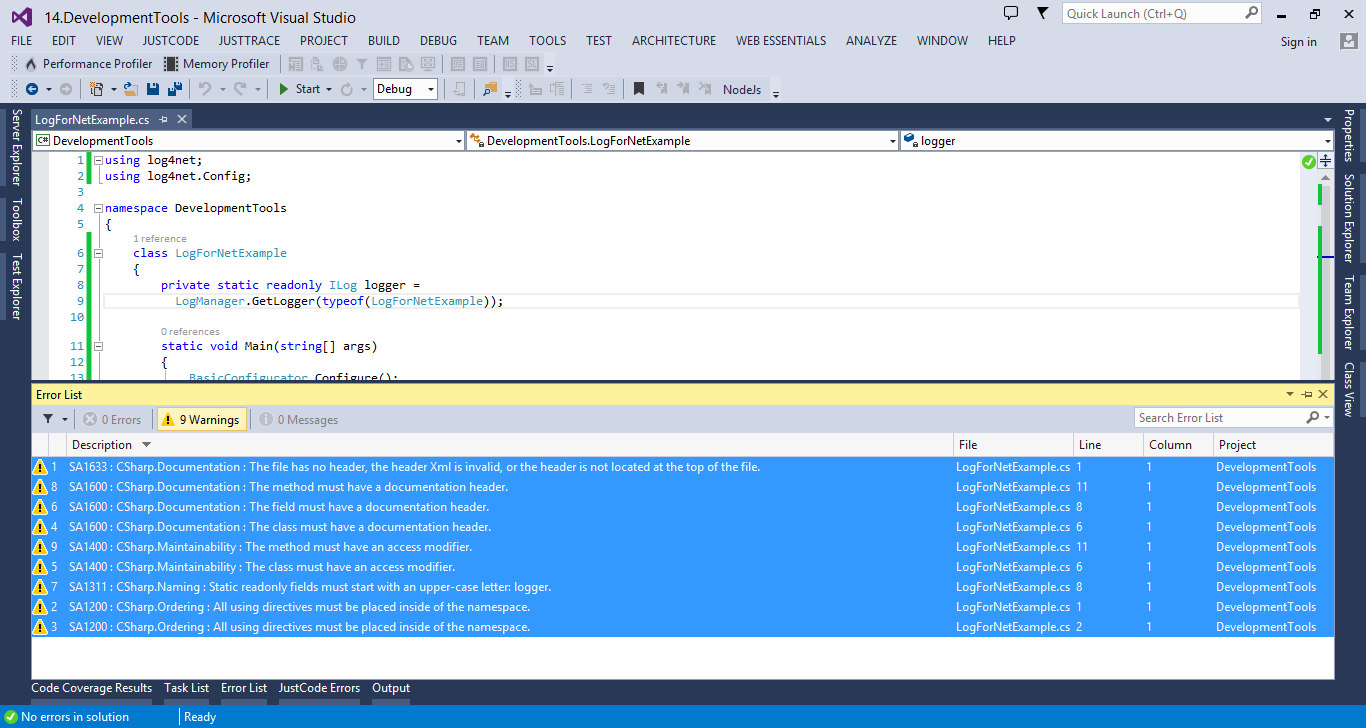 14.DevelopmentTools - Microsoft Visual Studio
Quick Launch (Ctrl+Q)
FILE EDIT VIEW JUSTCODE JUSTTRACE PROJECT BUILD DEBUG TEAM TOOLS TEST ARCHITECTURE WEB ESSENTIALS ANALYZE WINDOW HELP Sign in
Performance Profiler Memory Profiler
Start Debug NodeJs
Server Explorer
Toolbox
Test Explorer
LogForNetExample.cs
C# DevelopmentTools DevelopmentTools.LogForNetExample logger
1 using log4net;
2 using log4net.Config;
3
4 namespace DevelopmentTools
5 {
1 reference
6 class LogForNetExample
7 {
8 private static readonly ILog logger =
9 LogManager.GetLogger(typeof(LogForNetExample));
10
0 references
11 static void Main(string[] args)
12 {
13 BasicConfigurator.Configure();
Properties
Solution Explorer
Team Explorer
Class View
Error List
0 Errors 9 Warnings 0 Messages Search Error List
Description File Line Column Project
1 SA1633 : CSharp.Documentation : The file has no header, the header Xml is invalid, or the header is not located at the top of the file. LogForNetExample.cs 1 1 DevelopmentTools
8 SA1600 : CSharp.Documentation : The method must have a documentation header. LogForNetExample.cs 11 1 DevelopmentTools
6 SA1600 : CSharp.Documentation : The field must have a documentation header. LogForNetExample.cs 8 1 DevelopmentTools
4 SA1600 : CSharp.Documentation : The class must have a documentation header. LogForNetExample.cs 6 1 DevelopmentTools
9 SA1400 : CSharp.Maintainability : The method must have an access modifier. LogForNetExample.cs 11 1 DevelopmentTools
5 SA1400 : CSharp.Maintainability : The class must have an access modifier. LogForNetExample.cs 6 1 DevelopmentTools
7 SA1311 : CSharp.Naming : Static readonly fields must start with an upper-case letter: logger. LogForNetExample.cs 8 1 DevelopmentTools
2 SA1200 : CSharp.Ordering : All using directives must be placed inside of the namespace. LogForNetExample.cs 1 1 DevelopmentTools
3 SA1200 : CSharp.Ordering : All using directives must be placed inside of the namespace. LogForNetExample.cs 2 1 DevelopmentTools
Code Coverage Results Task List Error List JustCode Errors Output
No errors in solution Ready